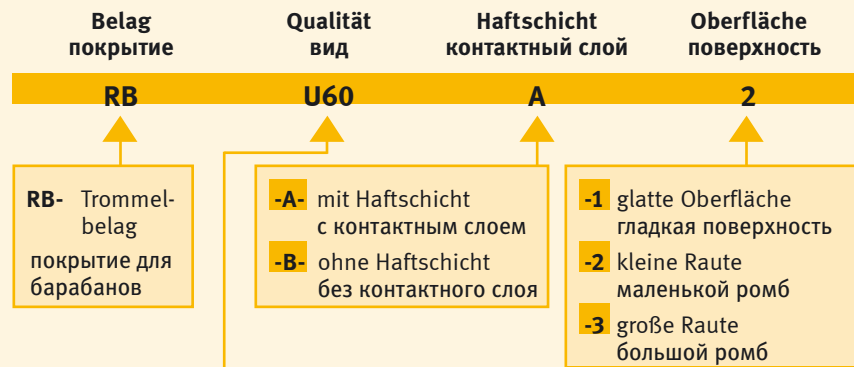 Belag
покрытие
Qualität
вид
Haftschicht
контактный слой
Oberfläche
поверхность
RB U60 A 2
RB- Trommel-
belag
покрытие для
барабанов
-A- mit Haftschicht
с контактным слоем
-B- ohne Haftschicht
без контактного слоя
-1 glatte Oberfläche
гладкая поверхность
-2 kleine Raute
маленькой ромб
-3 große Raute
большой ромб